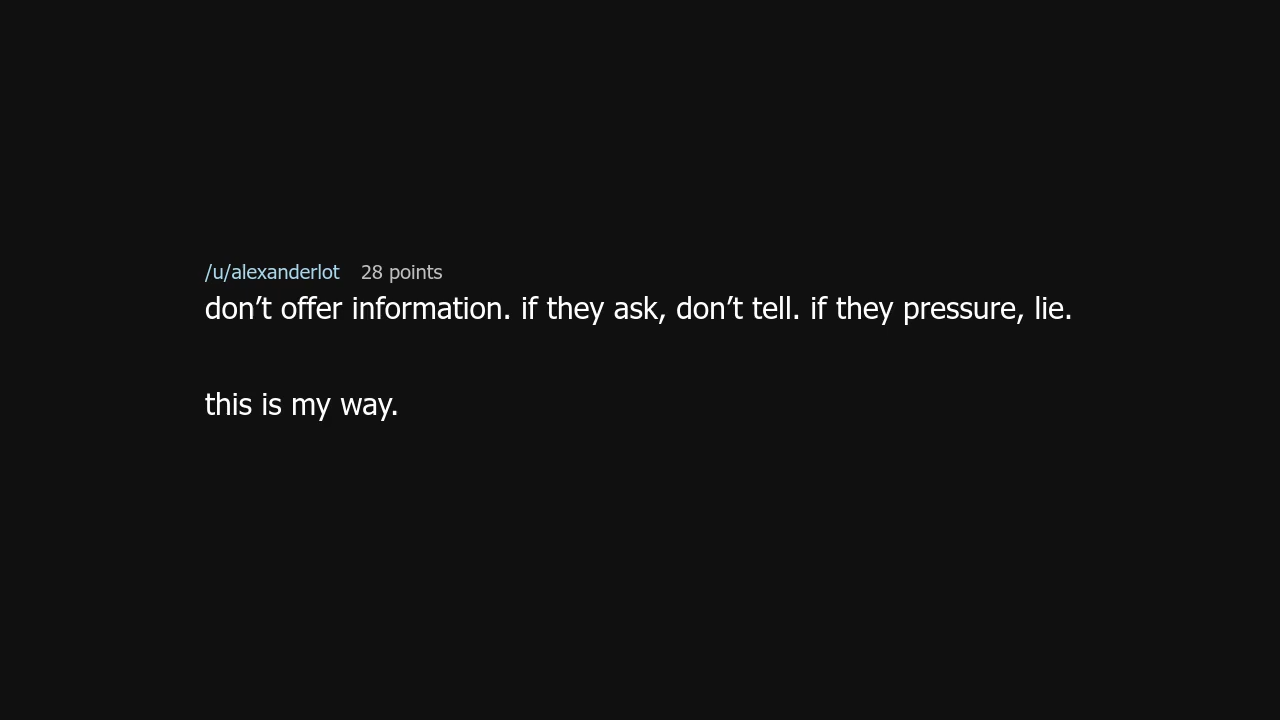 /u/alexanderlot 28 points
don’t offer information. if they ask, don’t tell. if they pressure, lie.
this is my way.